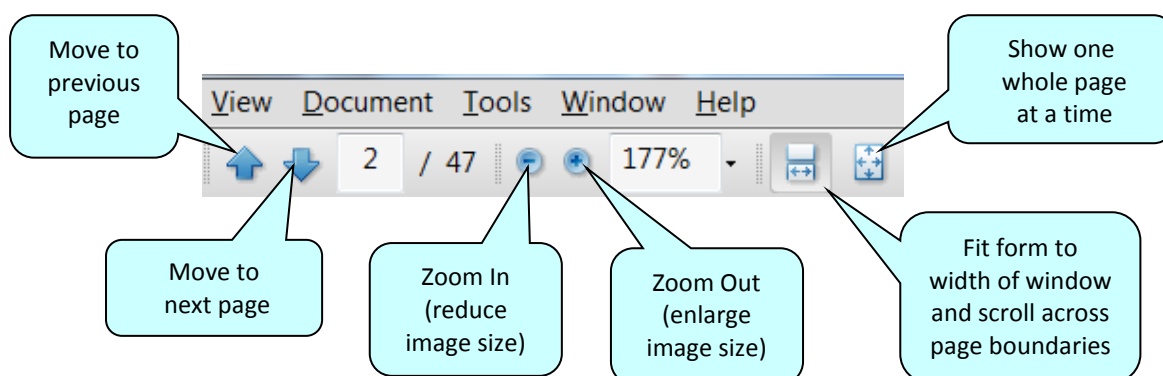 Move to
previous
page
Show one
whole page
at a time
View Document Tools Window Help
2 / 47 177%
Move to
next page
Zoom In
(reduce
image size)
Zoom Out
(enlarge
image size)
Fit form to
width of window
and scroll across
page boundaries